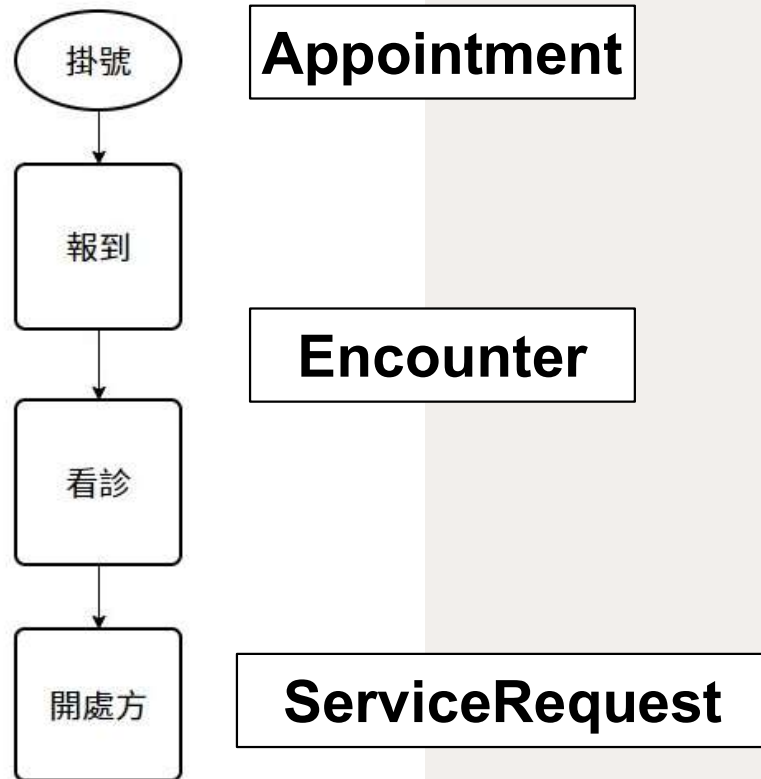 掛號
Appointment
報到
Encounter
看診
開處方
ServiceRequest